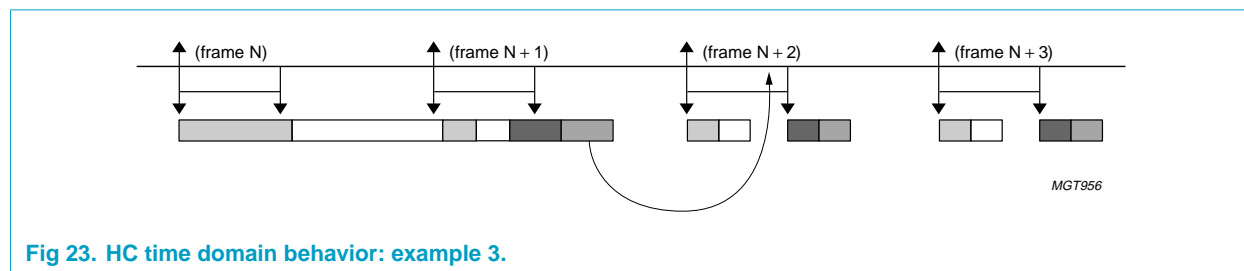 (frame N) (frame N + 1) (frame N + 2) (frame N + 3)
MGT956
Fig 23. HC time domain behavior: example 3.